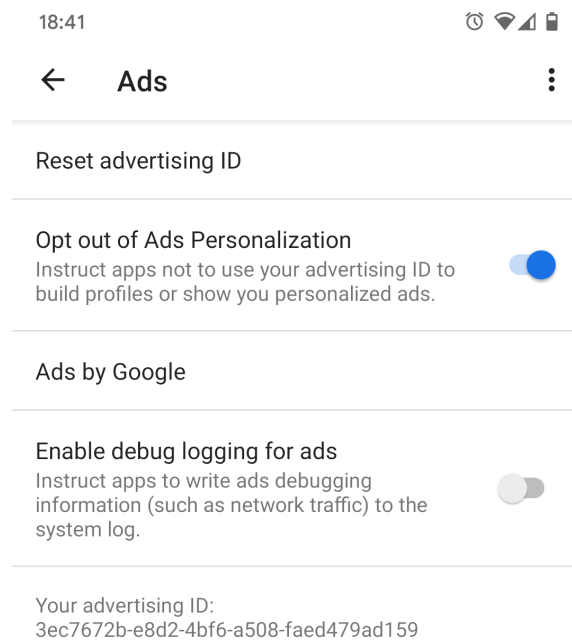 18:41
Ads
Reset advertising ID
Opt out of Ads Personalization
Instruct apps not to use your advertising ID to
build profiles or show you personalized ads.
Ads by Google
Enable debug logging for ads
Instruct apps to write ads debugging
information (such as network traffic) to the
system log.
Your advertising ID:
3ec7672b-e8d2-4bf6-a508-faed479ad159